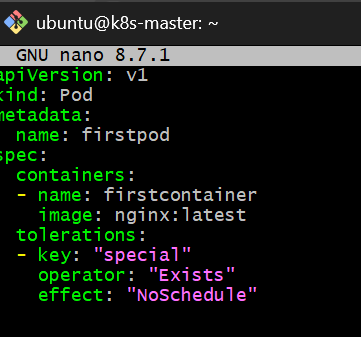 ubuntu@k8s-master: ~
GNU nano 8.7.1
apiVersion: v1
kind: Pod
metadata:
  name: firstpod
spec:
  containers:
  - name: firstcontainer
    image: nginx:latest
  tolerations:
  - key: "special"
    operator: "Exists"
    effect: "NoSchedule"